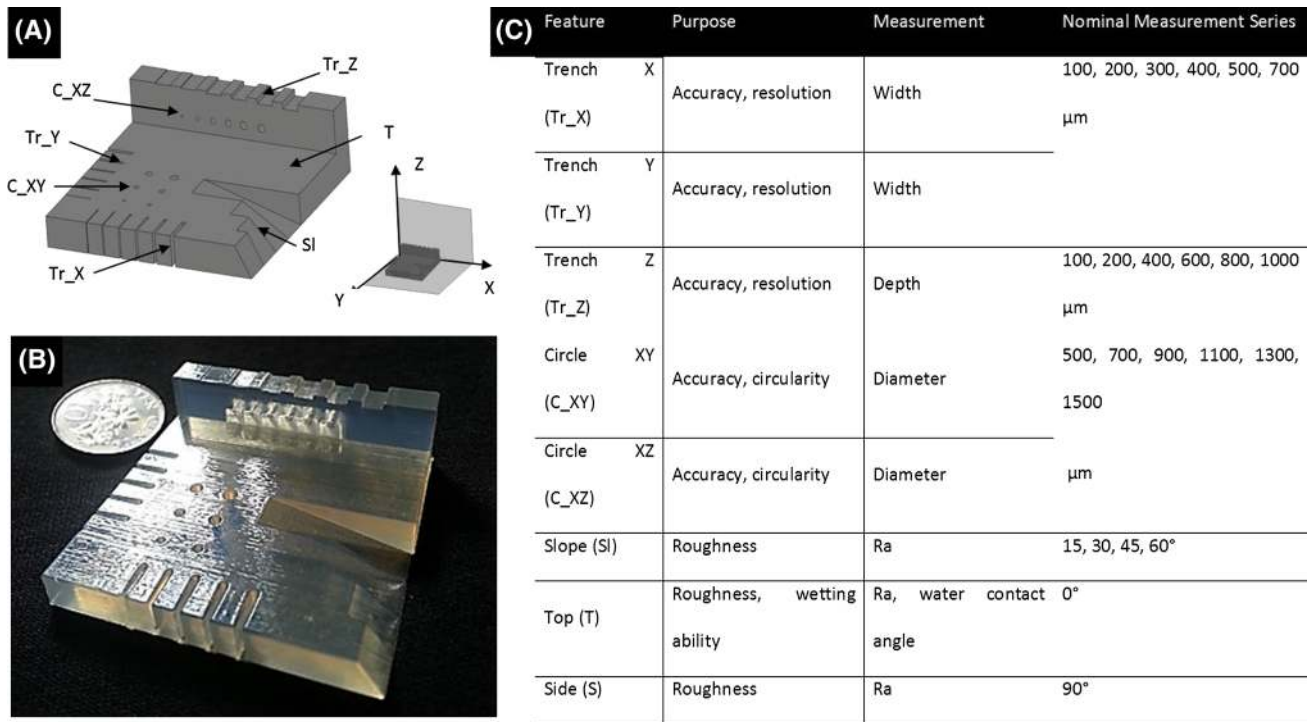 (A)
Tr_Z
C_XZ
Tr_Y
T
C_XY
Z
Sl
Tr_X
Y
X
(B)
10
(C)
Feature Purpose Measurement Nominal Measurement Series
Trench X
(Tr_X)
Accuracy, resolution
Width
100, 200, 300, 400, 500, 700
µm
Trench Y
(Tr_Y)
Accuracy, resolution
Width
Trench Z
(Tr_Z)
Accuracy, resolution
Depth
100, 200, 400, 600, 800, 1000
µm
Circle XY
(C_XY)
Accuracy, circularity
Diameter
500, 700, 900, 1100, 1300,
1500
Circle XZ
(C_XZ)
Accuracy, circularity
Diameter
µm
Slope (Sl) Roughness Ra 15, 30, 45, 60°
Top (T)
Roughness, wetting
ability
Ra, water contact
angle
0°
Side (S) Roughness Ra 90°